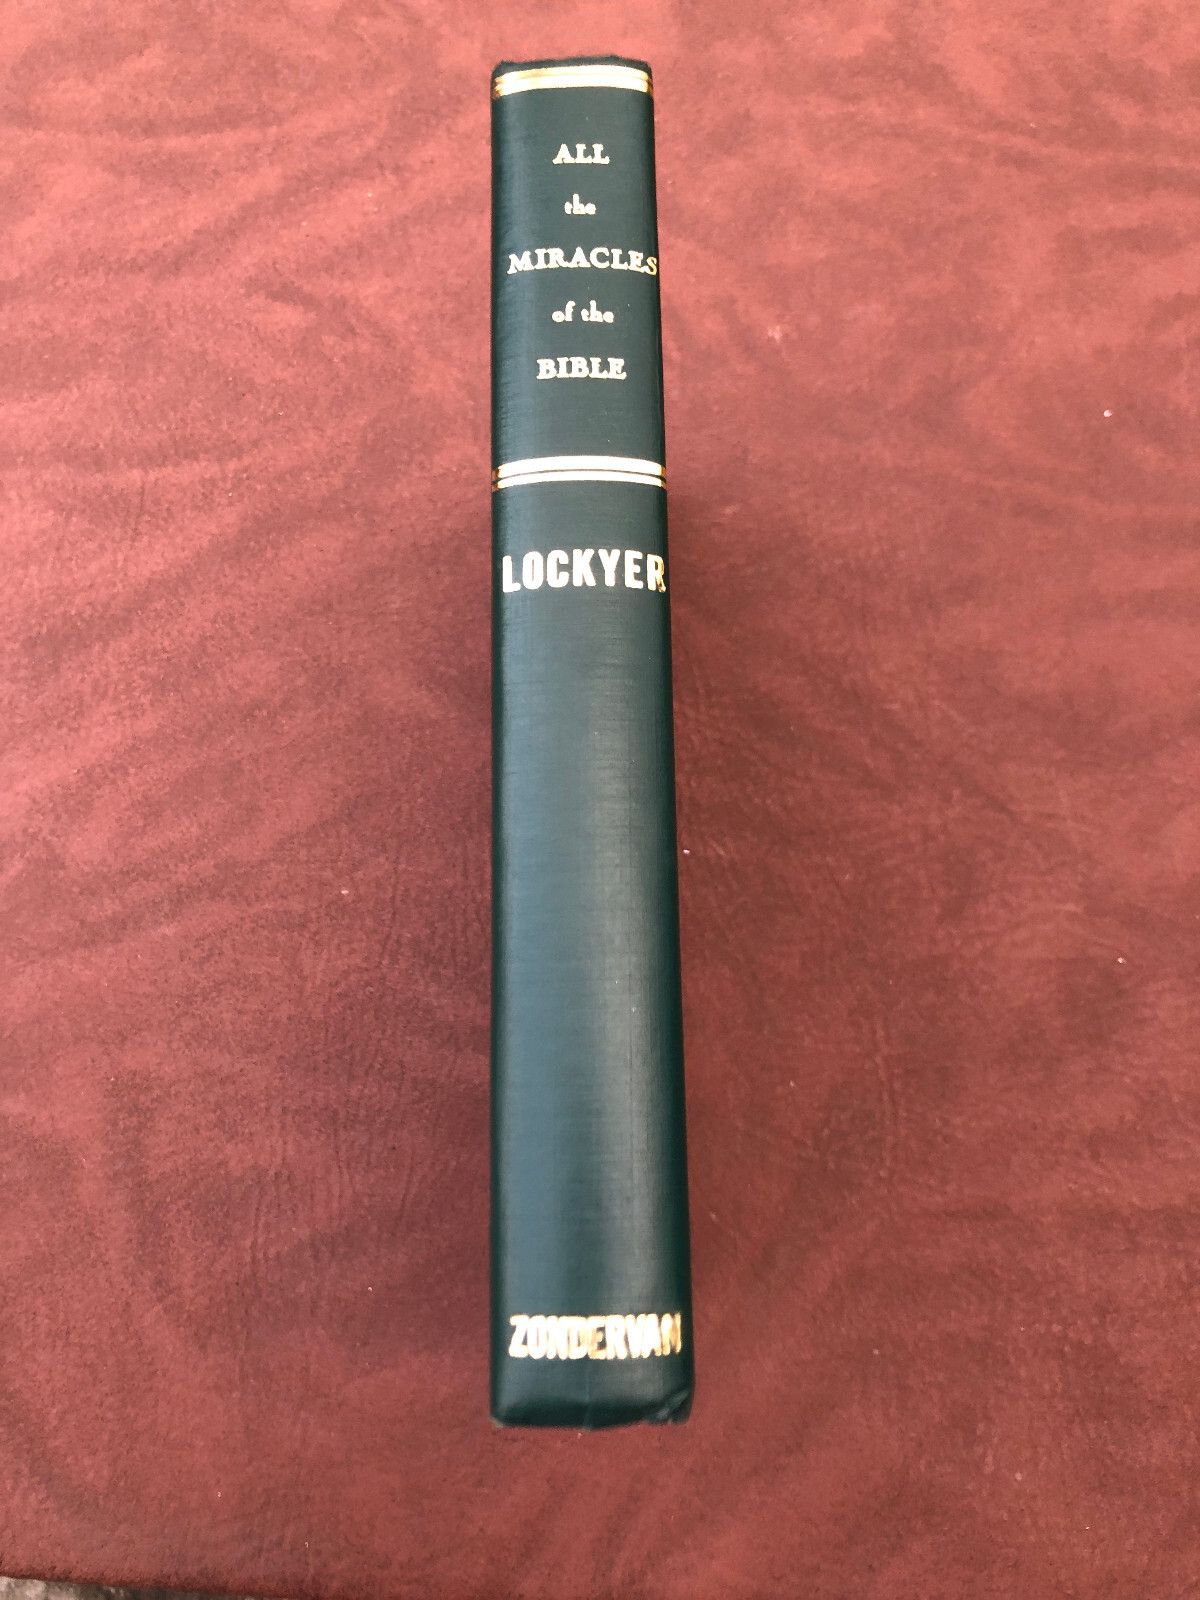 ALL
the
MIRACLES
of the
BIBLE
LOCKYER
ZONDERVAN